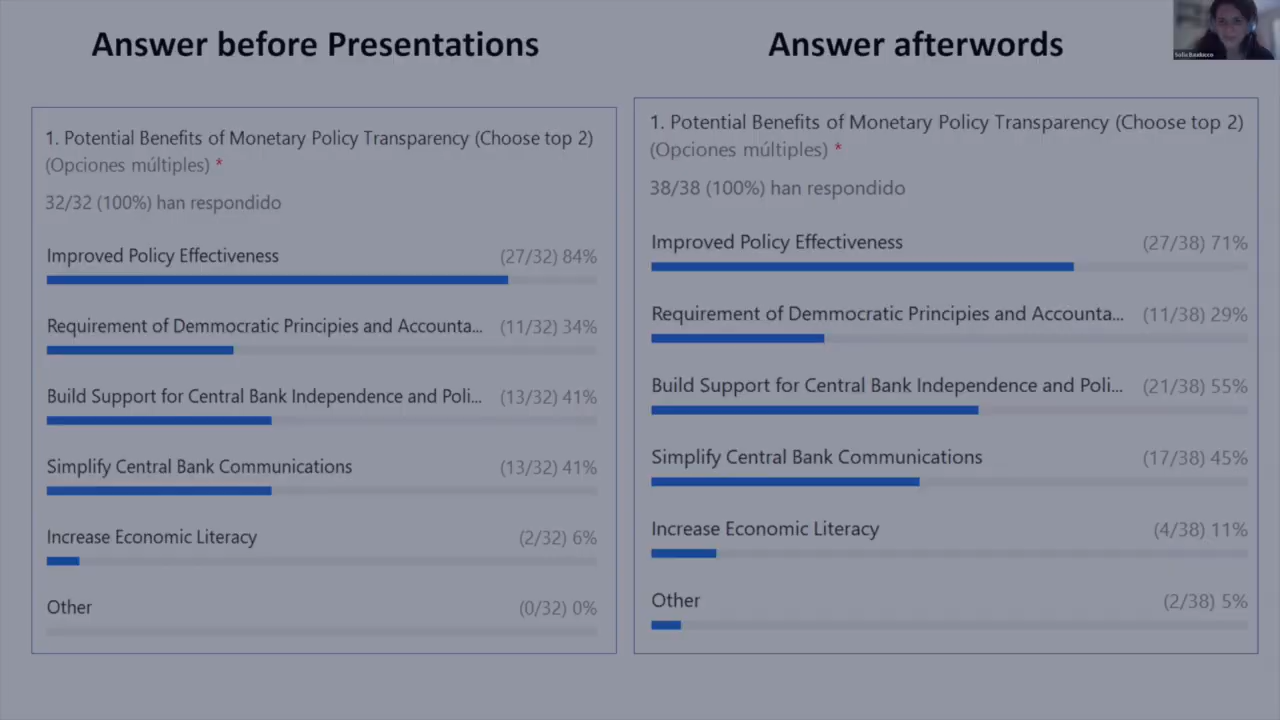 Answer before Presentations
1. Potential Benefits of Monetary Policy Transparency (Choose top 2)
(Opciones múltiples) *
32/32 (100%) han respondido
Improved Policy Effectiveness (27/32) 84%
Requirement of Demmocratic Principies and Accounta... (11/32) 34%
Build Support for Central Bank Independence and Poli... (13/32) 41%
Simplify Central Bank Communications (13/32) 41%
Increase Economic Literacy (2/32) 6%
Other (0/32) 0%
Answer afterwords
1. Potential Benefits of Monetary Policy Transparency (Choose top 2)
(Opciones múltiples) *
38/38 (100%) han respondido
Improved Policy Effectiveness (27/38) 71%
Requirement of Demmocratic Principies and Accounta... (11/38) 29%
Build Support for Central Bank Independence and Poli... (21/38) 55%
Simplify Central Bank Communications (17/38) 45%
Increase Economic Literacy (4/38) 11%
Other (2/38) 5%